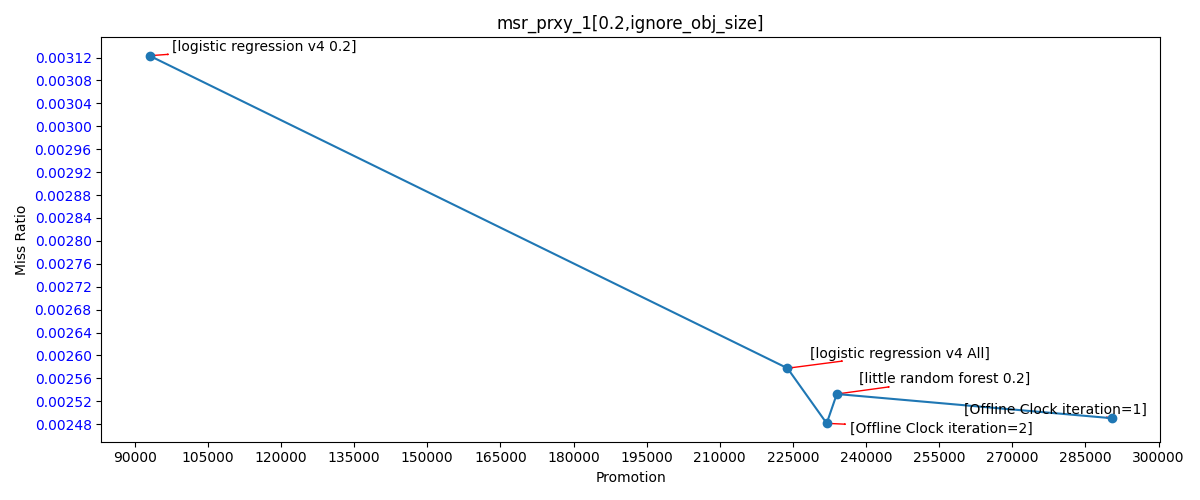 msr_prxy_1[0.2,ignore_obj_size]
Miss Ratio
0.00312
0.00308
0.00304
0.00300
0.00296
0.00292
0.00288
0.00284
0.00280
0.00276
0.00272
0.00268
0.00264
0.00260
0.00256
0.00252
0.00248
[logistic regression v4 0.2]
[logistic regression v4 All]
[little random forest 0.2]
[Offline Clock iteration=1]
[Offline Clock iteration=2]
90000 105000 120000 135000 150000 165000 180000 195000 210000 225000 240000 255000 270000 285000 300000
Promotion